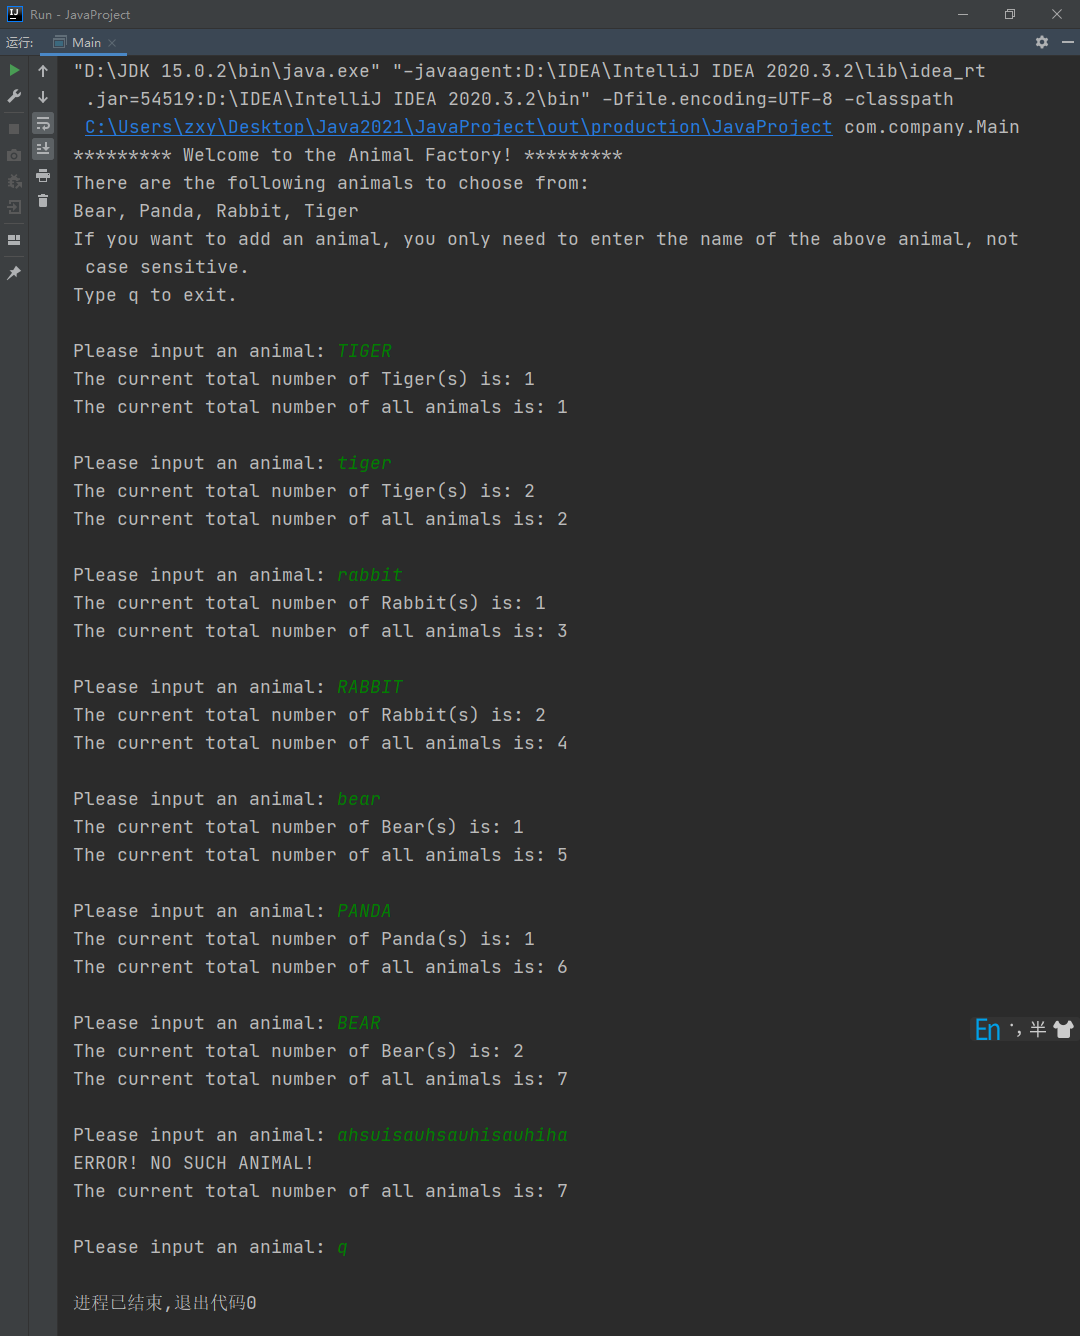 Run - JavaProject
运行: Main
"D:\JDK 15.0.2\bin\java.exe" "-javaagent:D:\IDEA\IntelliJ IDEA 2020.3.2\lib\idea_rt
.jar=54519:D:\IDEA\IntelliJ IDEA 2020.3.2\bin" -Dfile.encoding=UTF-8 -classpath
C:\Users\zxy\Desktop\Java2021\JavaProject\out\production\JavaProject com.company.Main
********* Welcome to the Animal Factory! *********
There are the following animals to choose from:
Bear, Panda, Rabbit, Tiger
If you want to add an animal, you only need to enter the name of the above animal, not
case sensitive.
Type q to exit.
Please input an animal: TIGER
The current total number of Tiger(s) is: 1
The current total number of all animals is: 1
Please input an animal: tiger
The current total number of Tiger(s) is: 2
The current total number of all animals is: 2
Please input an animal: rabbit
The current total number of Rabbit(s) is: 1
The current total number of all animals is: 3
Please input an animal: RABBIT
The current total number of Rabbit(s) is: 2
The current total number of all animals is: 4
Please input an animal: bear
The current total number of Bear(s) is: 1
The current total number of all animals is: 5
Please input an animal: PANDA
The current total number of Panda(s) is: 1
The current total number of all animals is: 6
Please input an animal: BEAR
The current total number of Bear(s) is: 2
The current total number of all animals is: 7
En ·, 半
Please input an animal: ahsuisauhsauhisauhiha
ERROR! NO SUCH ANIMAL!
The current total number of all animals is: 7
Please input an animal: q
进程已结束,退出代码0